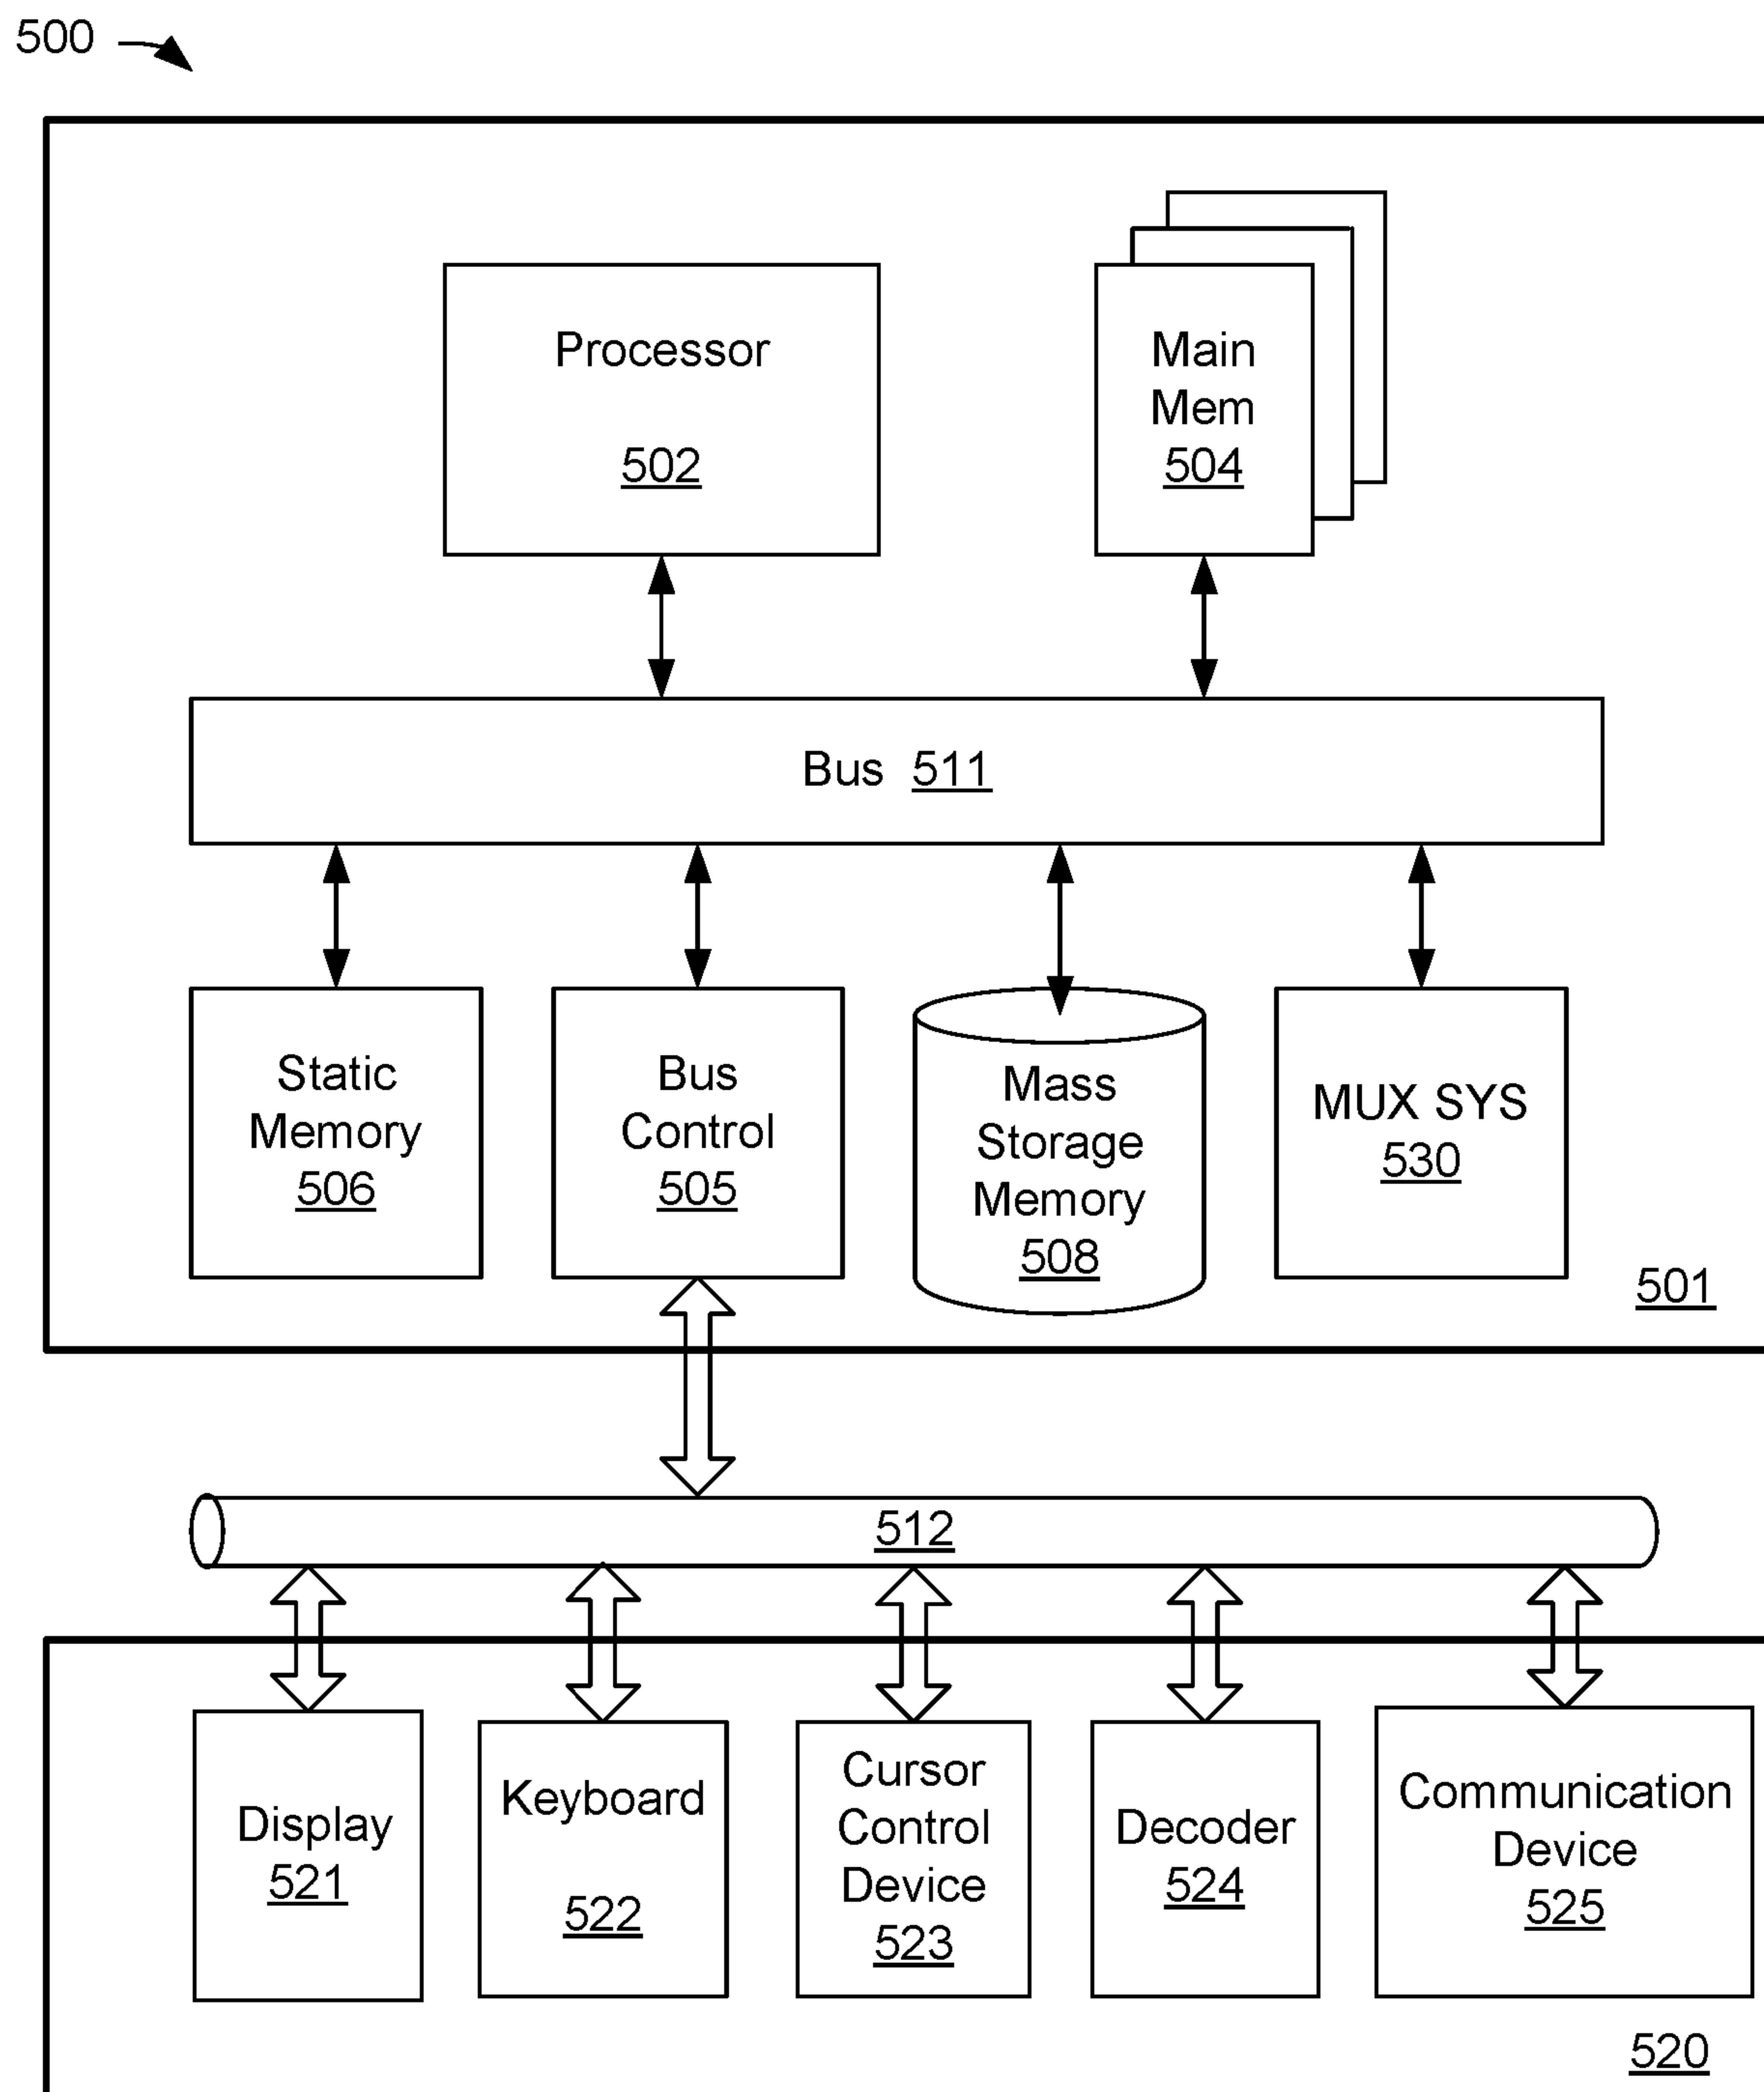 500
Processor
502
Main
Mem
504
Bus 511
Static
Memory
506
Bus
Control
505
Mass
Storage
Memory
508
MUX SYS
530
501
512
Display
521
Keyboard
522
Cursor
Control
Device
523
Decoder
524
Communication
Device
525
520